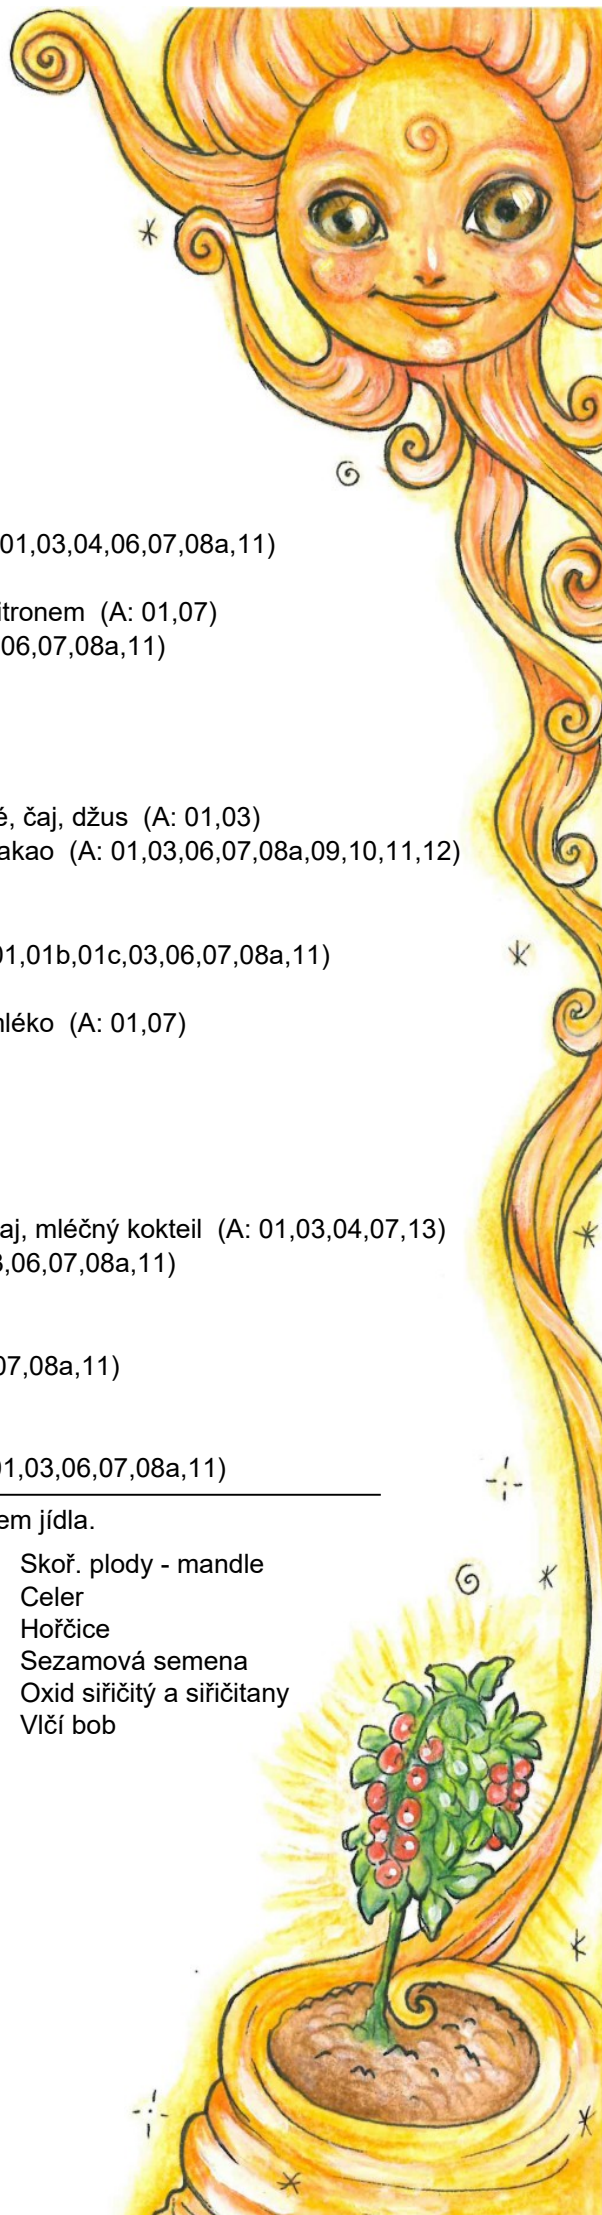 01,03,04,06,07,08a,11)
itronem (A: 01,07)
06,07,08a,11)
é, čaj, džus (A: 01,03)
akao (A: 01,03,06,07,08a,09,10,11,12)
01,01b,01c,03,06,07,08a,11)
mléko (A: 01,07)
aj, mléčný kokteil (A: 01,03,04,07,13)
3,06,07,08a,11)
07,08a,11)
01,03,06,07,08a,11)
em jídla.
Skoř. plody - mandle
Celer
Hořčice
Sezamová semena
Oxid siřičitý a siřičitany
Vlčí bob